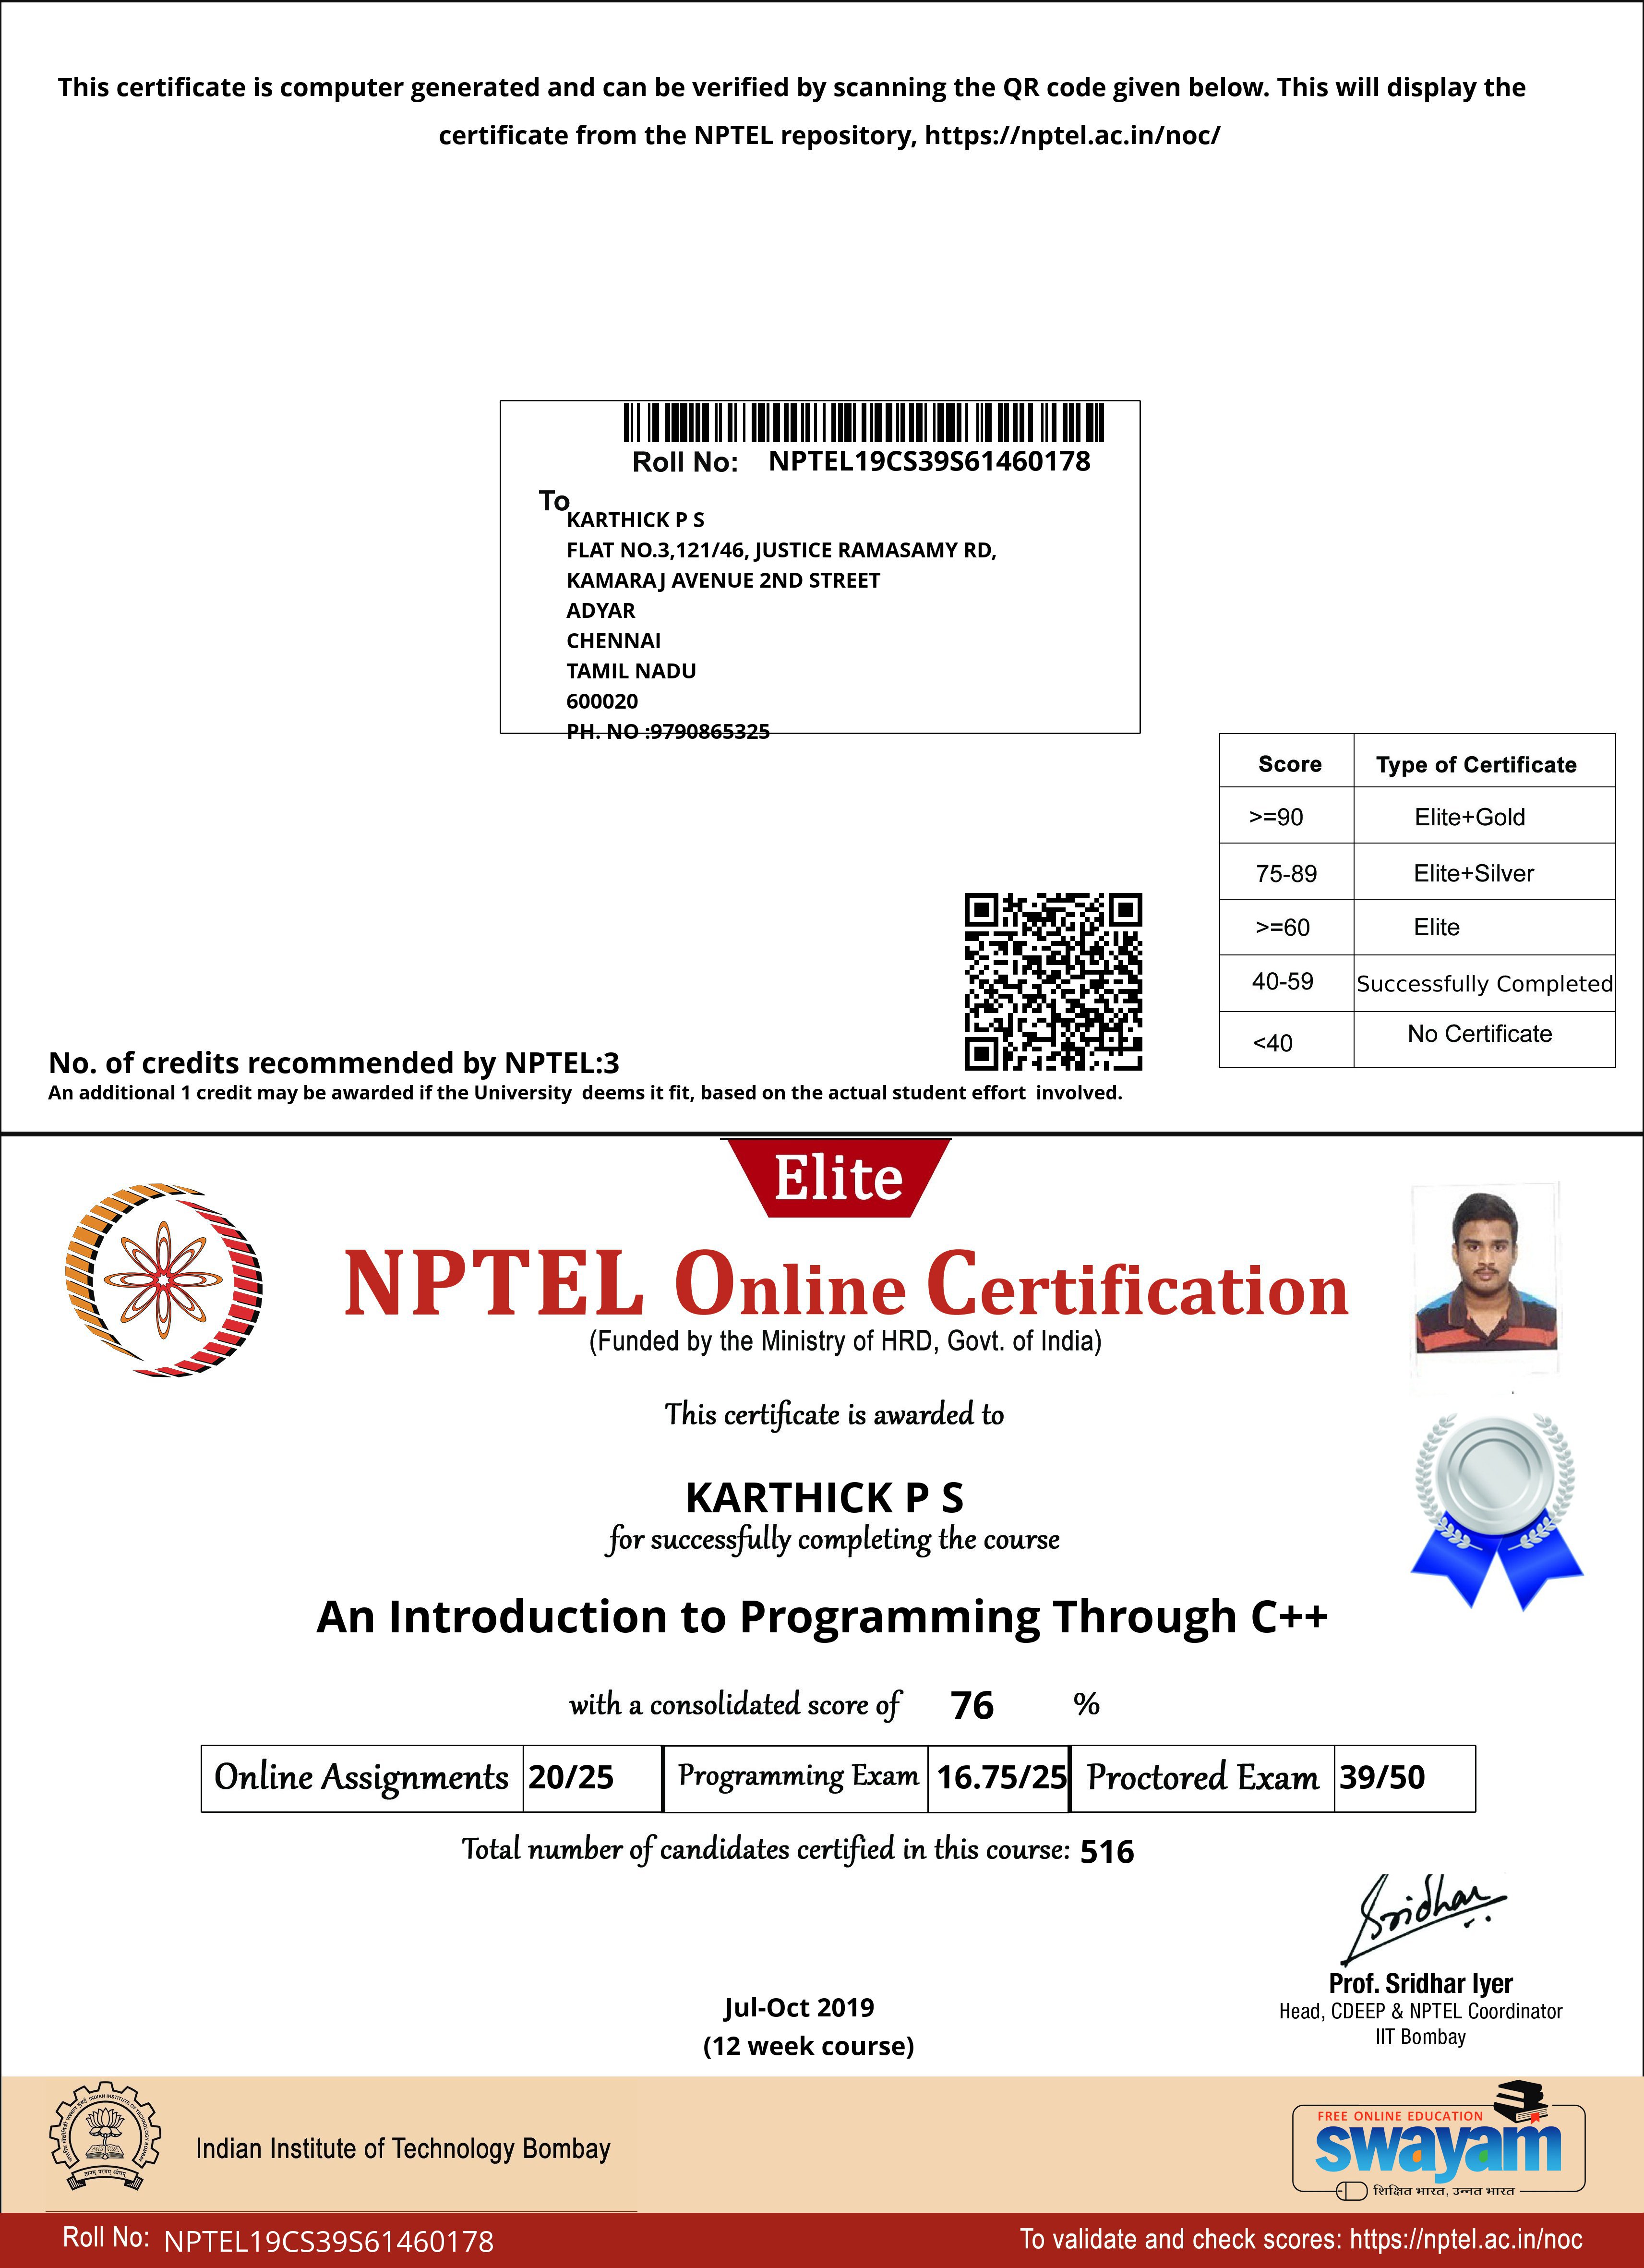 This certificate is computer generated and can be verified by scanning the QR code given below. This will display the
certificate from the NPTEL repository, https://nptel.ac.in/noc/
Roll No: NPTEL19CS39S61460178
To
KARTHICK P S
FLAT NO.3,121/46, JUSTICE RAMASAMY RD,
KAMARAJ AVENUE 2ND STREET
ADYAR
CHENNAI
TAMIL NADU
600020
PH. NO :9790865325
Score Type of Certificate
>=90 Elite+Gold
75-89 Elite+Silver
>=60 Elite
40-59 Successfully Completed
<40 No Certificate
No. of credits recommended by NPTEL:3
An additional 1 credit may be awarded if the University deems it fit, based on the actual student effort involved.
Elite
NPTEL Online Certification
(Funded by the Ministry of HRD, Govt. of India)
This certificate is awarded to
KARTHICK P S
for successfully completing the course
An Introduction to Programming Through C++
with a consolidated score of 76 %
Online Assignments 20/25 Programming Exam 16.75/25 Proctored Exam 39/50
Total number of candidates certified in this course: 516
Sridhar
Prof. Sridhar Iyer
Head, CDEEP & NPTEL Coordinator
IIT Bombay
Jul-Oct 2019
(12 week course)
INDIAN INSTITUTE OF TECHNOLOGY BOMBAY
ज्ञानम् परमम् ध्येयम्
Indian Institute of Technology Bombay
FREE ONLINE EDUCATION
swayam
शिक्षित भारत, उन्नत भारत
Roll No: NPTEL19CS39S61460178
To validate and check scores: https://nptel.ac.in/noc